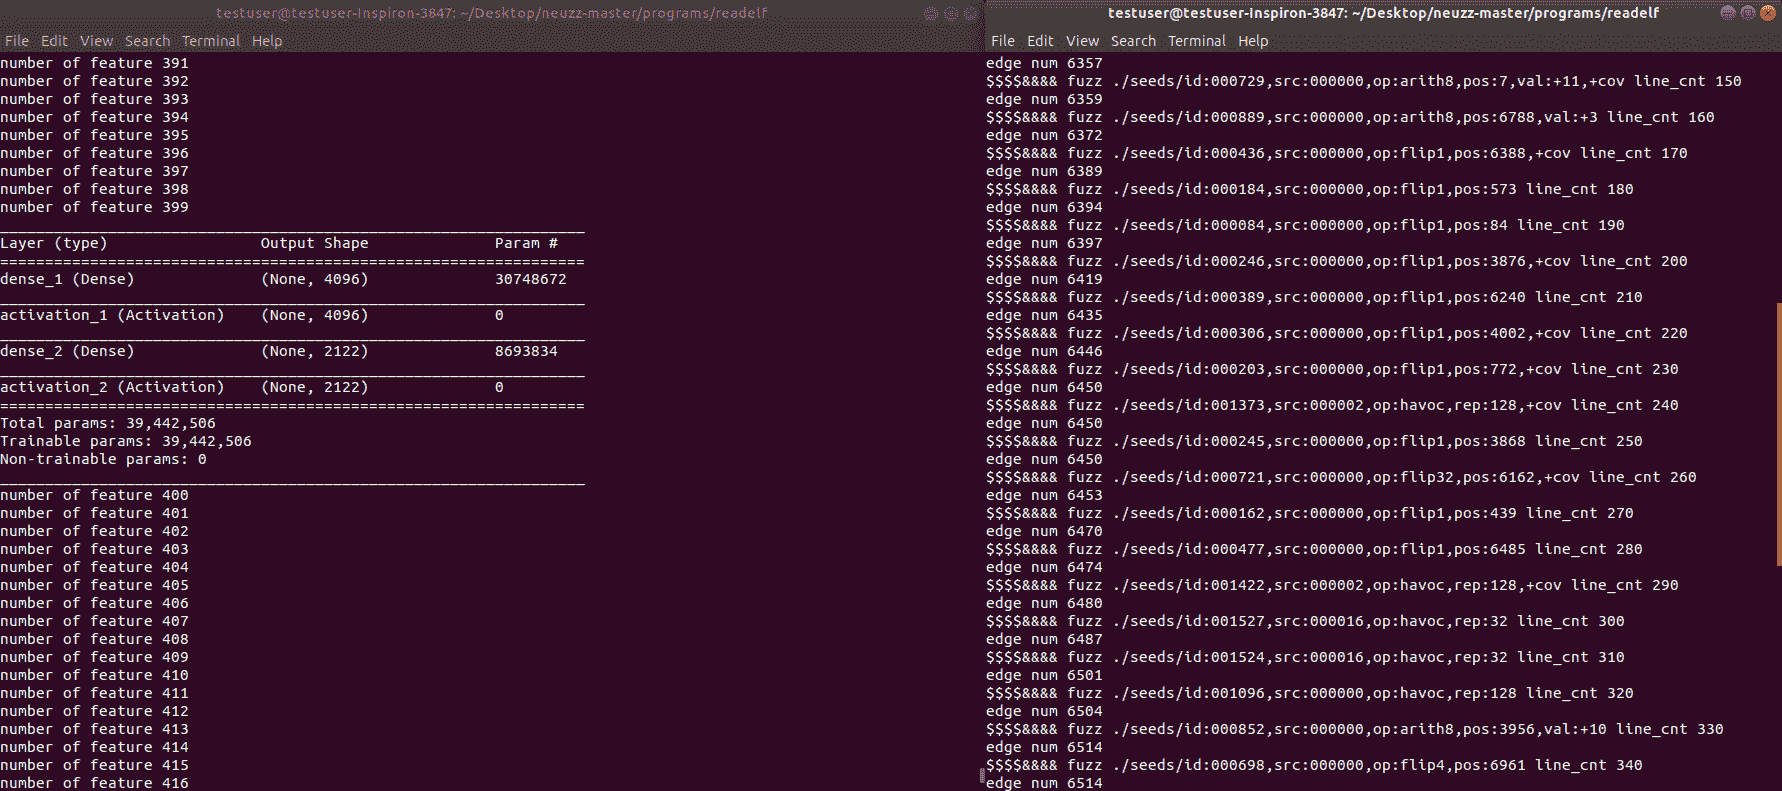 testuser@testuser-Inspiron-3847: ~/Desktop/neuzz-master/programs/readelf
File Edit View Search Terminal Help
number of feature 391
number of feature 392
number of feature 393
number of feature 394
number of feature 395
number of feature 396
number of feature 397
number of feature 398
number of feature 399
_________________________________________________________________
Layer (type)                 Output Shape              Param #
=================================================================
dense_1 (Dense)              (None, 4096)              30748672
_________________________________________________________________
activation_1 (Activation)    (None, 4096)              0
_________________________________________________________________
dense_2 (Dense)              (None, 2122)              8693834
_________________________________________________________________
activation_2 (Activation)    (None, 2122)              0
=================================================================
Total params: 39,442,506
Trainable params: 39,442,506
Non-trainable params: 0
_________________________________________________________________
number of feature 400
number of feature 401
number of feature 402
number of feature 403
number of feature 404
number of feature 405
number of feature 406
number of feature 407
number of feature 408
number of feature 409
number of feature 410
number of feature 411
number of feature 412
number of feature 413
number of feature 414
number of feature 415
number of feature 416
testuser@testuser-Inspiron-3847: ~/Desktop/neuzz-master/programs/readelf
File Edit View Search Terminal Help
edge num 6357
$$$$&&&& fuzz ./seeds/id:000729,src:000000,op:arith8,pos:7,val:+11,+cov line_cnt 150
edge num 6359
$$$$&&&& fuzz ./seeds/id:000889,src:000000,op:arith8,pos:6788,val:+3 line_cnt 160
edge num 6372
$$$$&&&& fuzz ./seeds/id:000436,src:000000,op:flip1,pos:6388,+cov line_cnt 170
edge num 6389
$$$$&&&& fuzz ./seeds/id:000184,src:000000,op:flip1,pos:573 line_cnt 180
edge num 6394
$$$$&&&& fuzz ./seeds/id:000084,src:000000,op:flip1,pos:84 line_cnt 190
edge num 6397
$$$$&&&& fuzz ./seeds/id:000246,src:000000,op:flip1,pos:3876,+cov line_cnt 200
edge num 6419
$$$$&&&& fuzz ./seeds/id:000389,src:000000,op:flip1,pos:6240 line_cnt 210
edge num 6435
$$$$&&&& fuzz ./seeds/id:000306,src:000000,op:flip1,pos:4002,+cov line_cnt 220
edge num 6446
$$$$&&&& fuzz ./seeds/id:000203,src:000000,op:flip1,pos:772,+cov line_cnt 230
edge num 6450
$$$$&&&& fuzz ./seeds/id:001373,src:000002,op:havoc,rep:128,+cov line_cnt 240
edge num 6450
$$$$&&&& fuzz ./seeds/id:000245,src:000000,op:flip1,pos:3868 line_cnt 250
edge num 6450
$$$$&&&& fuzz ./seeds/id:000721,src:000000,op:flip32,pos:6162,+cov line_cnt 260
edge num 6453
$$$$&&&& fuzz ./seeds/id:000162,src:000000,op:flip1,pos:439 line_cnt 270
edge num 6470
$$$$&&&& fuzz ./seeds/id:000477,src:000000,op:flip1,pos:6485 line_cnt 280
edge num 6474
$$$$&&&& fuzz ./seeds/id:001422,src:000002,op:havoc,rep:128,+cov line_cnt 290
edge num 6480
$$$$&&&& fuzz ./seeds/id:001527,src:000016,op:havoc,rep:32 line_cnt 300
edge num 6487
$$$$&&&& fuzz ./seeds/id:001524,src:000016,op:havoc,rep:32 line_cnt 310
edge num 6501
$$$$&&&& fuzz ./seeds/id:001096,src:000000,op:havoc,rep:128 line_cnt 320
edge num 6504
$$$$&&&& fuzz ./seeds/id:000852,src:000000,op:arith8,pos:3956,val:+10 line_cnt 330
edge num 6514
$$$$&&&& fuzz ./seeds/id:000698,src:000000,op:flip4,pos:6961 line_cnt 340
edge num 6514